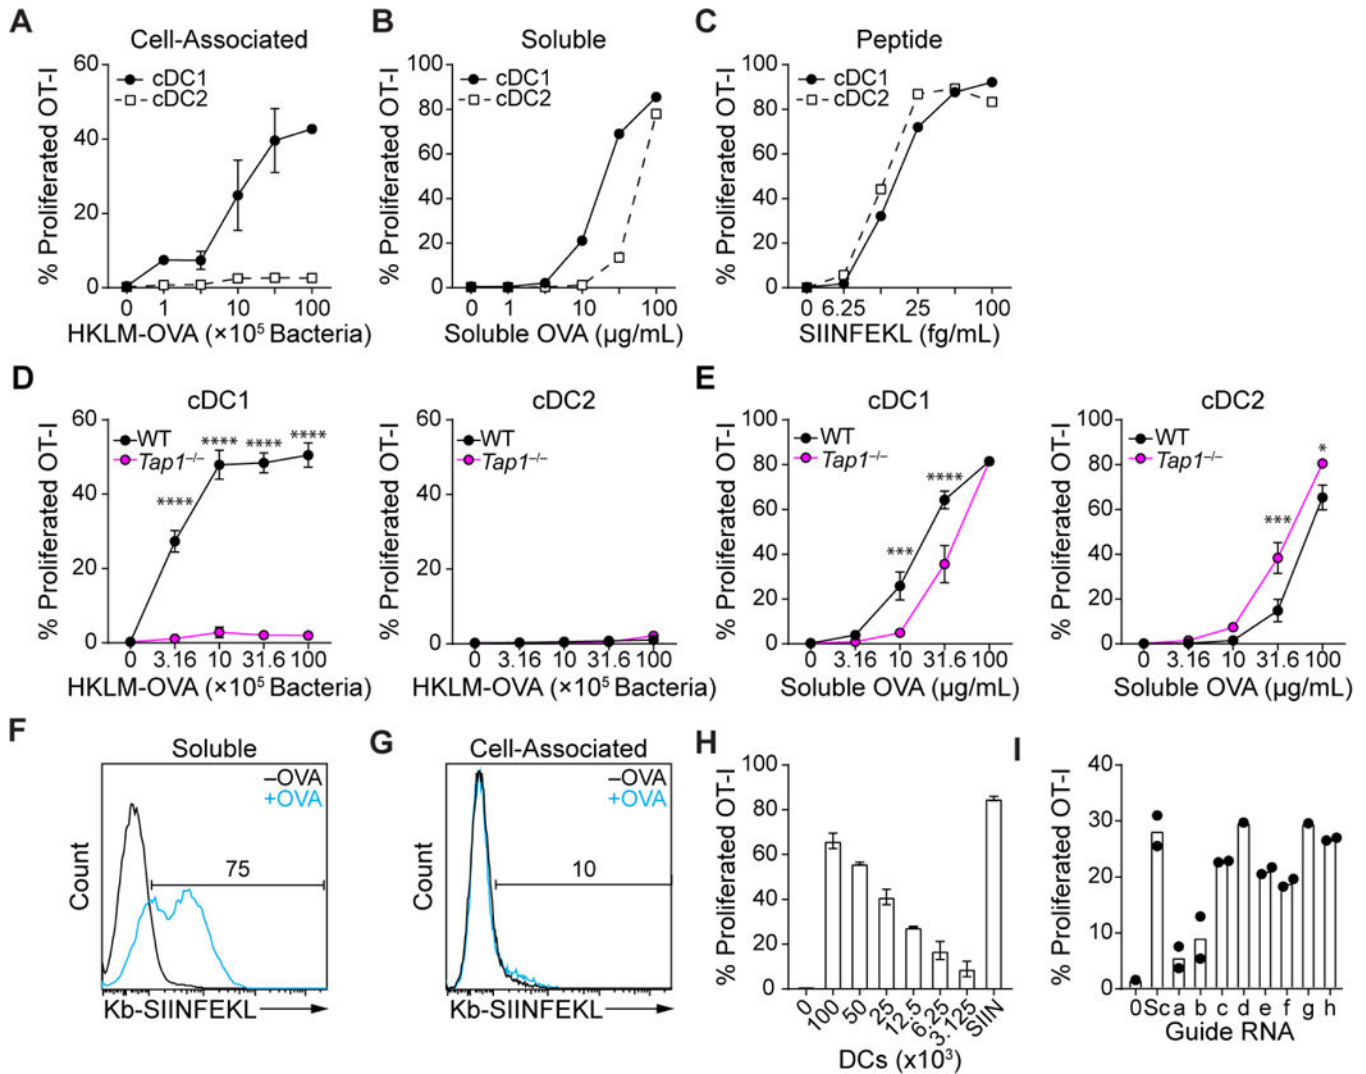 A
Cell-Associated
cDC1
cDC2
% Proliferated OT-I
60
40
20
0
0 1 10 100
HKLM-OVA (×10⁵ Bacteria)
B
Soluble
cDC1
cDC2
% Proliferated OT-I
100
80
60
40
20
0
0 1 10 100
Soluble OVA (µg/mL)
C
Peptide
cDC1
cDC2
% Proliferated OT-I
100
80
60
40
20
0
0 6.25 25 100
SIINFEKL (fg/mL)
D
cDC1
WT
Tap1⁻/⁻
% Proliferated OT-I
60
40
20
0
**** **** **** ****
0 3.16 10 31.6 100
HKLM-OVA (×10⁵ Bacteria)
cDC2
WT
Tap1⁻/⁻
% Proliferated OT-I
60
40
20
0
0 3.16 10 31.6 100
HKLM-OVA (×10⁵ Bacteria)
E
cDC1
WT
Tap1⁻/⁻
% Proliferated OT-I
100
80
60
40
20
0
*** ****
0 3.16 10 31.6 100
Soluble OVA (µg/mL)
cDC2
WT
Tap1⁻/⁻
% Proliferated OT-I
100
80
60
40
20
0
*** *
0 3.16 10 31.6 100
Soluble OVA (µg/mL)
F
Soluble
–OVA
+OVA
75
Count
Kb-SIINFEKL
G
Cell-Associated
–OVA
+OVA
10
Count
Kb-SIINFEKL
H
% Proliferated OT-I
100
80
60
40
20
0
0 100 50 25 12.5 6.25 3.125 SIIN
DCs (x10³)
I
% Proliferated OT-I
40
30
20
10
0
0 Sc a b c d e f g h
Guide RNA